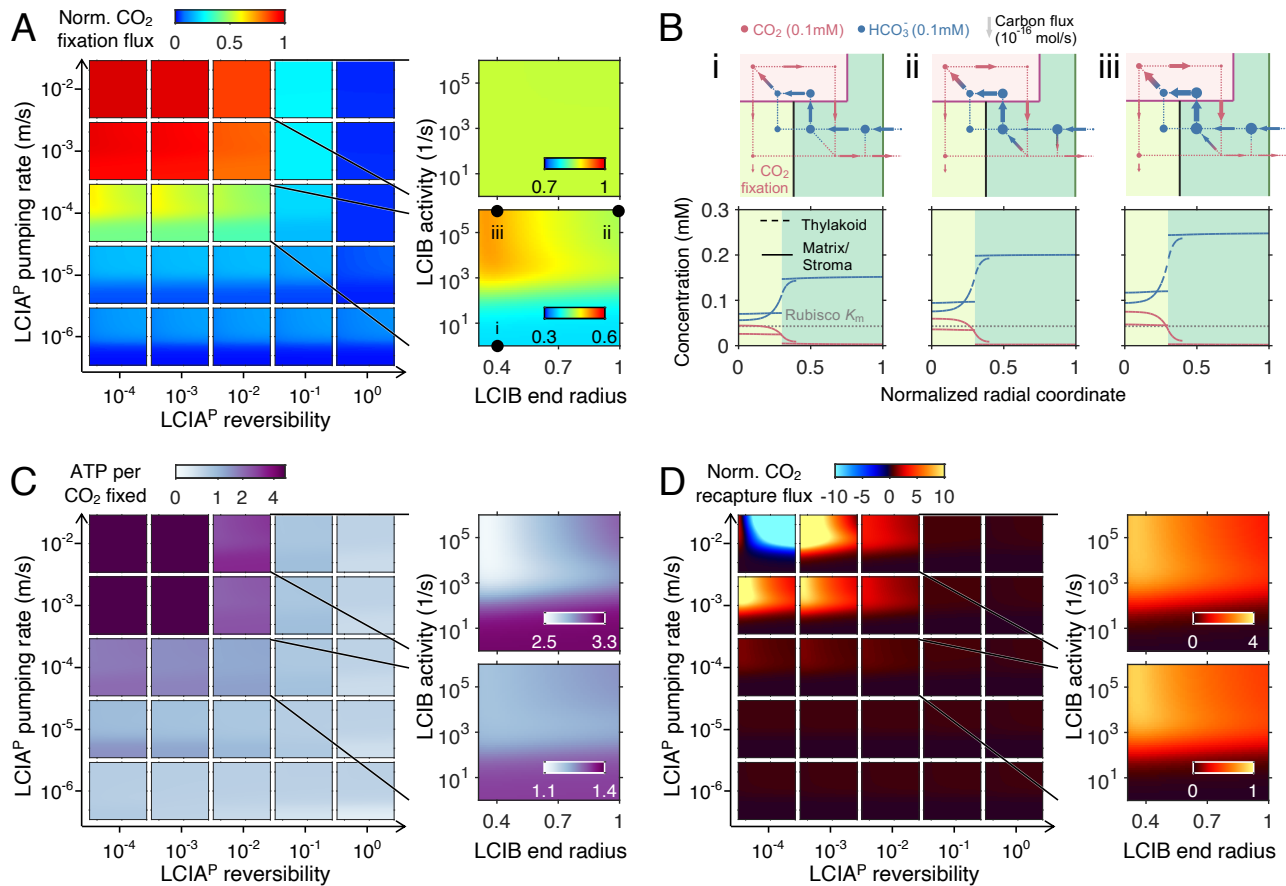 A
Norm. CO₂
fixation flux
0 0.5 1
LCIAᴾ pumping rate (m/s)
10⁻²
10⁻³
10⁻⁴
10⁻⁵
10⁻⁶
10⁻⁴ 10⁻³ 10⁻² 10⁻¹ 10⁰
LCIAᴾ reversibility
LCIB activity (1/s)
10⁵
10³
10¹
0.7 1
10⁵
10³
10¹
iii ii
i
0.3 0.6
0.4 0.7 1
LCIB end radius
B
CO₂ (0.1mM) HCO₃⁻ (0.1mM) Carbon flux
(10⁻¹⁶ mol/s)
i ii iii
CO₂
fixation
Concentration (mM)
0.3
0.2
0.1
0
Thylakoid
Matrix/
Stroma
Rubisco Kₘ
0 0.5 1 0 0.5 1 0 0.5 1
Normalized radial coordinate
C
ATP per
CO₂ fixed
0 1 2 4
LCIAᴾ pumping rate (m/s)
10⁻²
10⁻³
10⁻⁴
10⁻⁵
10⁻⁶
10⁻⁴ 10⁻³ 10⁻² 10⁻¹ 10⁰
LCIAᴾ reversibility
LCIB activity (1/s)
10⁵
10³
10¹
2.5 3.3
10⁵
10³
10¹
1.1 1.4
0.4 0.7 1
LCIB end radius
D
Norm. CO₂
recapture flux
-10 -5 0 5 10
LCIAᴾ pumping rate (m/s)
10⁻²
10⁻³
10⁻⁴
10⁻⁵
10⁻⁶
10⁻⁴ 10⁻³ 10⁻² 10⁻¹ 10⁰
LCIAᴾ reversibility
LCIB activity (1/s)
10⁵
10³
10¹
0 4
10⁵
10³
10¹
0 1
0.4 0.7 1
LCIB end radius